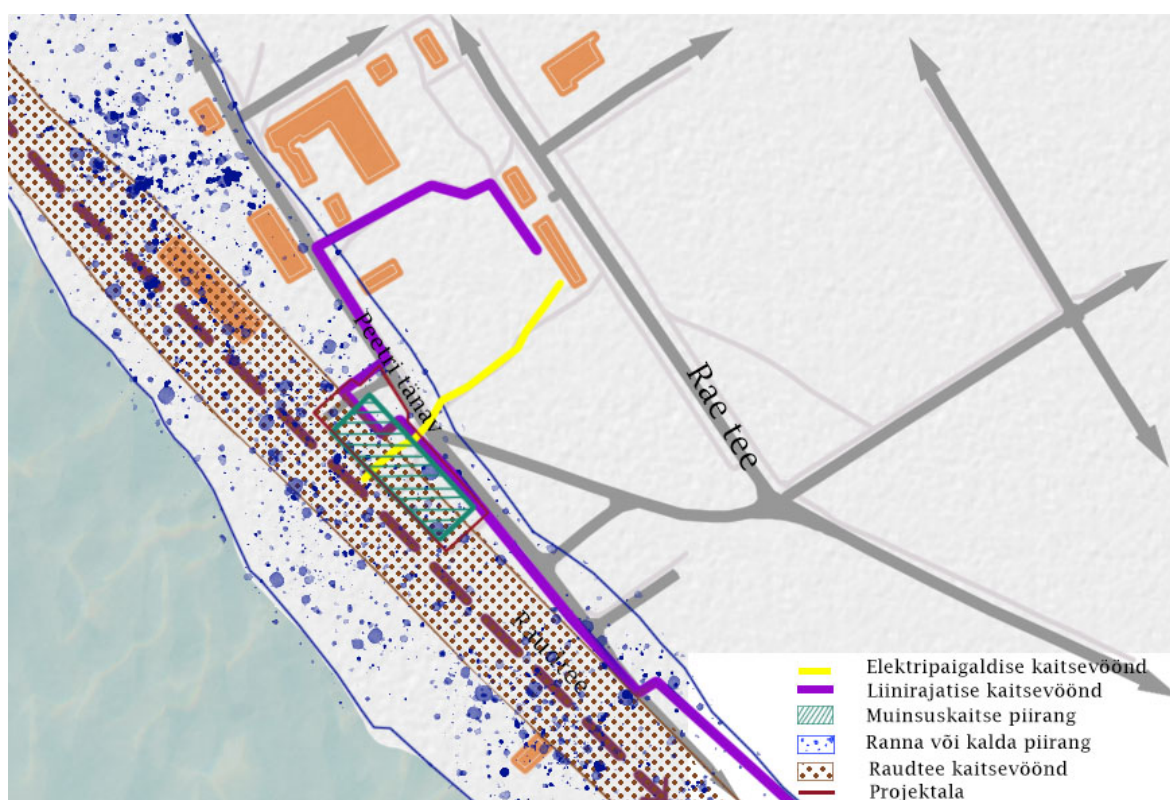 Peetri tänav
Rae tee
Raudtee
Elektripaigaldise kaitsevöönd
Liinirajatise kaitsevöönd
Muinsuskaitse piirang
Ranna või kalda piirang
Raudtee kaitsevöönd
Projektala